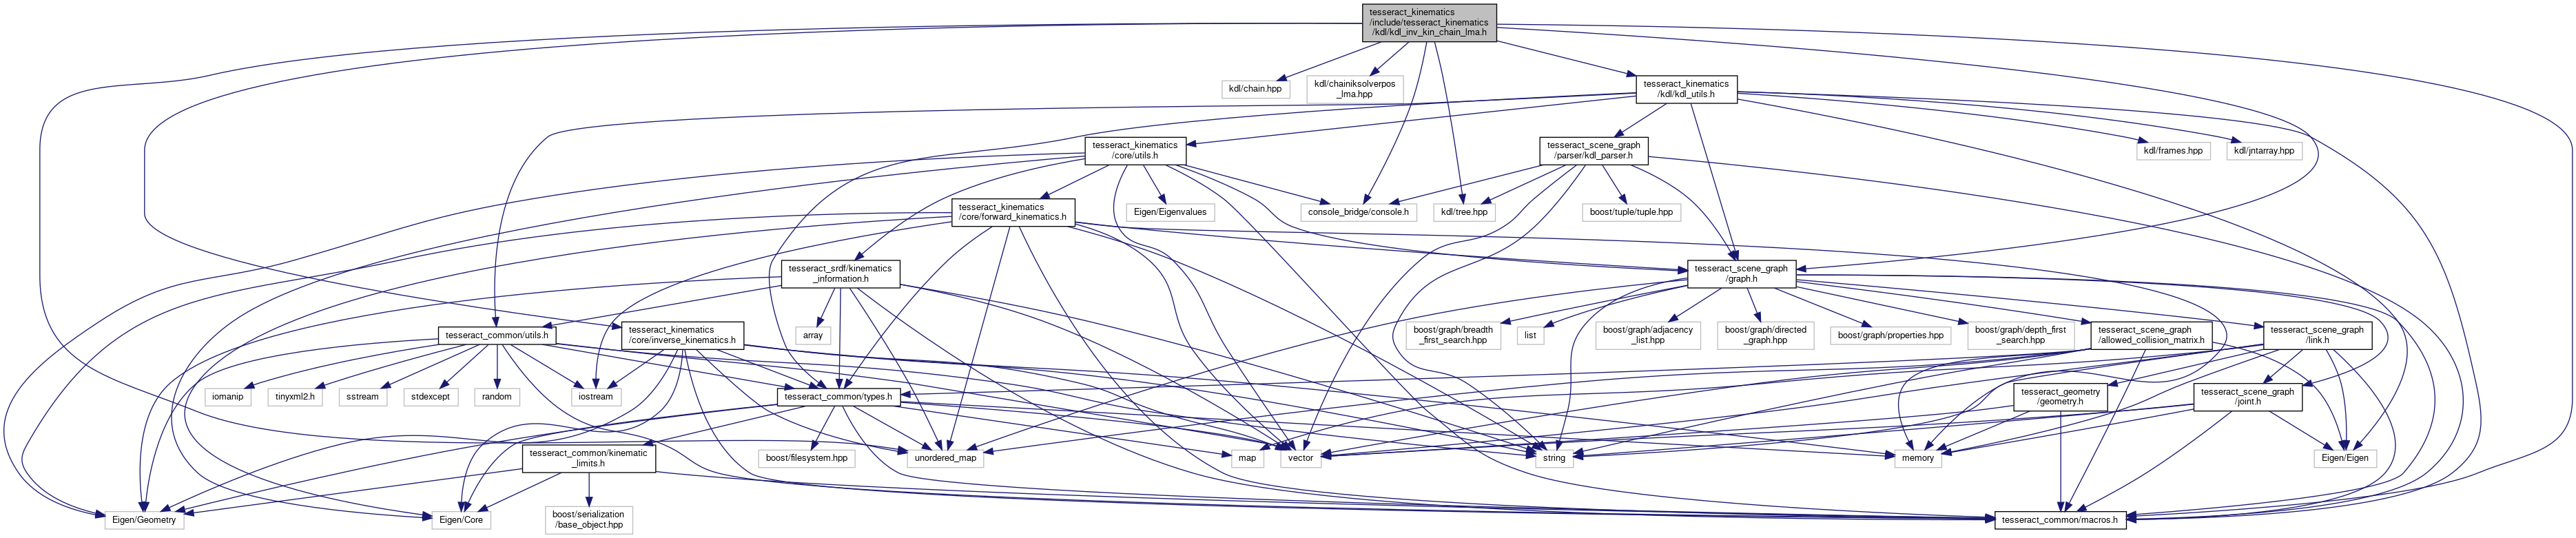 tesseract_kinematics
/include/tesseract_kinematics
/kdl/kdl_inv_kin_chain_lma.h
kdl/chain.hpp
kdl/chainiksolverpos
_lma.hpp
tesseract_kinematics
/kdl/kdl_utils.h
tesseract_kinematics
/core/utils.h
tesseract_scene_graph
/parser/kdl_parser.h
kdl/frames.hpp
kdl/jntarray.hpp
tesseract_kinematics
/core/forward_kinematics.h
Eigen/Eigenvalues
console_bridge/console.h
kdl/tree.hpp
boost/tuple/tuple.hpp
tesseract_srdf/kinematics
_information.h
tesseract_scene_graph
/graph.h
tesseract_common/utils.h
tesseract_kinematics
/core/inverse_kinematics.h
array
boost/graph/breadth
_first_search.hpp
list
boost/graph/adjacency
_list.hpp
boost/graph/directed
_graph.hpp
boost/graph/properties.hpp
boost/graph/depth_first
_search.hpp
tesseract_scene_graph
/allowed_collision_matrix.h
tesseract_scene_graph
/link.h
iomanip
tinyxml2.h
sstream
stdexcept
random
iostream
tesseract_common/types.h
tesseract_geometry
/geometry.h
tesseract_scene_graph
/joint.h
tesseract_common/kinematic
_limits.h
boost/filesystem.hpp
unordered_map
map
vector
string
memory
Eigen/Eigen
Eigen/Geometry
Eigen/Core
boost/serialization
/base_object.hpp
tesseract_common/macros.h